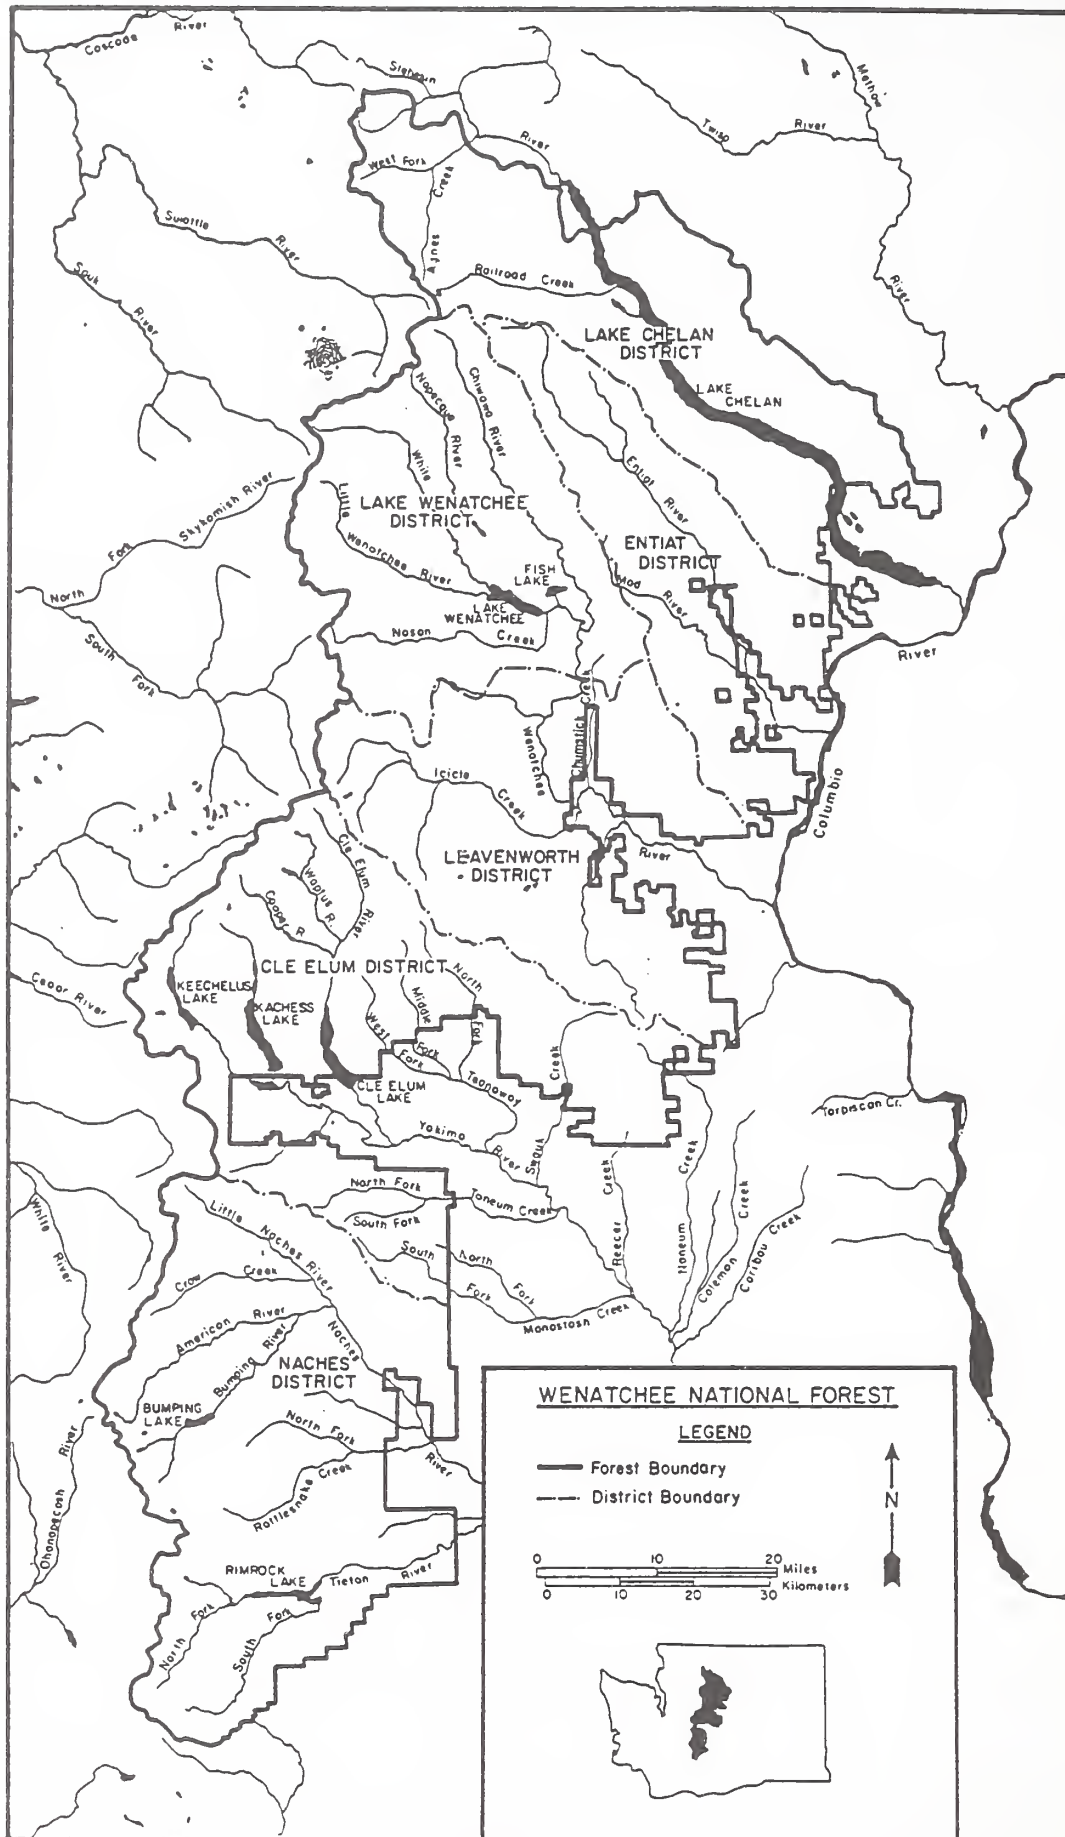 Cascade River
Stehekin
River
Methow
River
Twisp River
West Fork
Agnes Creek
Suiattle
River
Sauk
River
Railroad Creek
LAKE CHELAN
DISTRICT
LAKE
CHELAN
Napeequa River
Chiwawa River
White
Little
Wenatchee River
LAKE WENATCHEE
DISTRICT
Entiat River
ENTIAT
DISTRICT
Mad River
North Fork Skykomish River
South
Fork
FISH
LAKE
LAKE
WENATCHEE
Nason Creek
River
Columbia
Wenatchee
Chumstick Creek
Icicle
Creek
River
LEAVENWORTH
DISTRICT
Cle Elum
River
Waptus R.
Cooper R.
CLE ELUM DISTRICT
KEECHELUS
LAKE
KACHESS
LAKE
Cedar River
North
Fork
Middle
Fork
West
Fork
Teanaway
CLE ELUM
LAKE
Creek
Swauk
Yakima
River
Tarpiscan Cr.
North Fork
Taneum Creek
South Fork
South
Fork
North
Fork
Manastash Creek
Reecer Creek
Naneum Creek
Coleman Creek
Caribou Creek
White
River
Little
Naches River
Crow Creek
American River
Bumping River
Naches
NACHES
DISTRICT
BUMPING
LAKE
North Fork
River
Rattlesnake Creek
Ohanapecosh
River
RIMROCK
LAKE
Tieton River
North Fork
South Fork
WENATCHEE NATIONAL FOREST
LEGEND
Forest Boundary
District Boundary
N
0 10 20
Miles
Kilometers
0 10 20 30